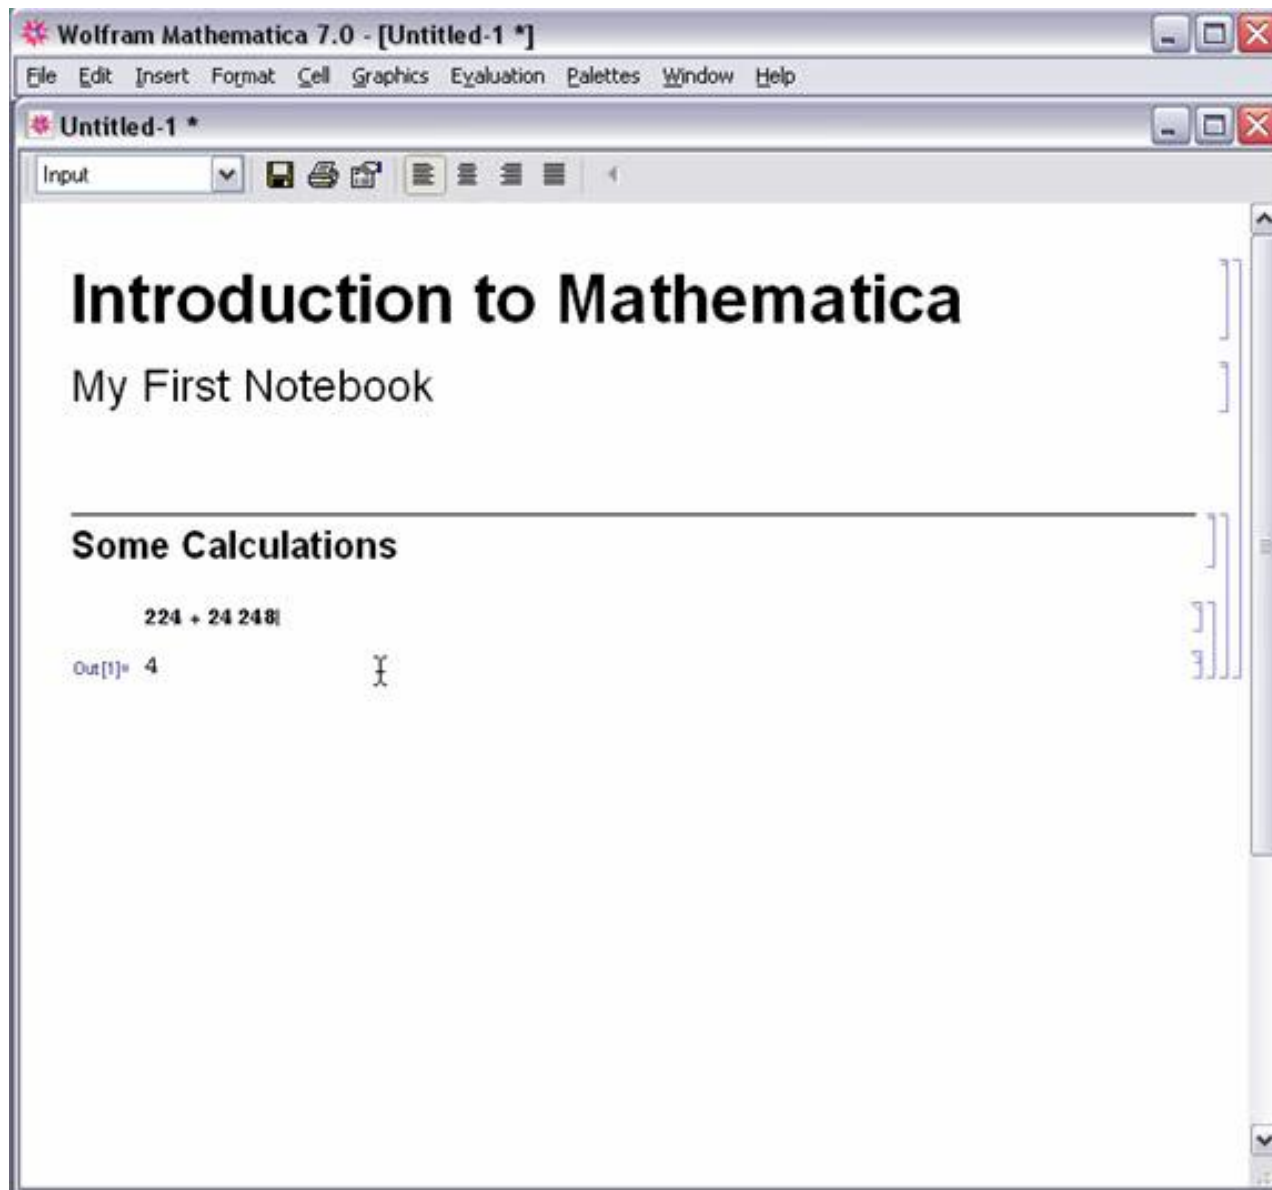 Wolfram Mathematica 7.0 - [Untitled-1 *]
File Edit Insert Format Cell Graphics Evaluation Palettes Window Help
Untitled-1 *
Input
Introduction to Mathematica
My First Notebook
Some Calculations
224 + 24 248
Out[1]= 4